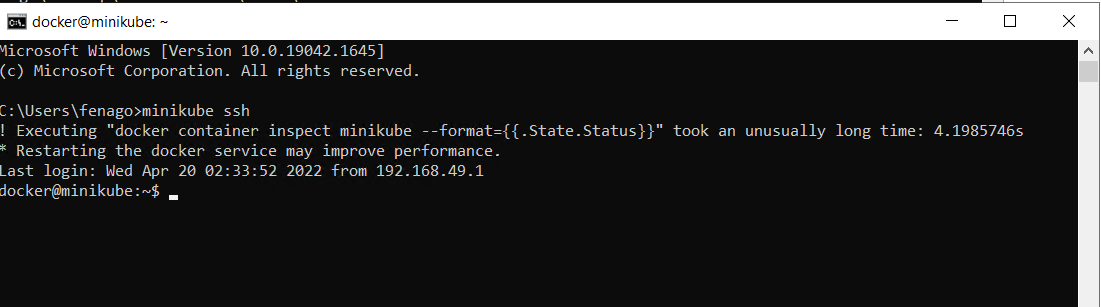 docker@minikube: ~
Microsoft Windows [Version 10.0.19042.1645]
(c) Microsoft Corporation. All rights reserved.
C:\Users\fenago>minikube ssh
! Executing "docker container inspect minikube --format={{.State.Status}}" took an unusually long time: 4.1985746s
* Restarting the docker service may improve performance.
Last login: Wed Apr 20 02:33:52 2022 from 192.168.49.1
docker@minikube:~$